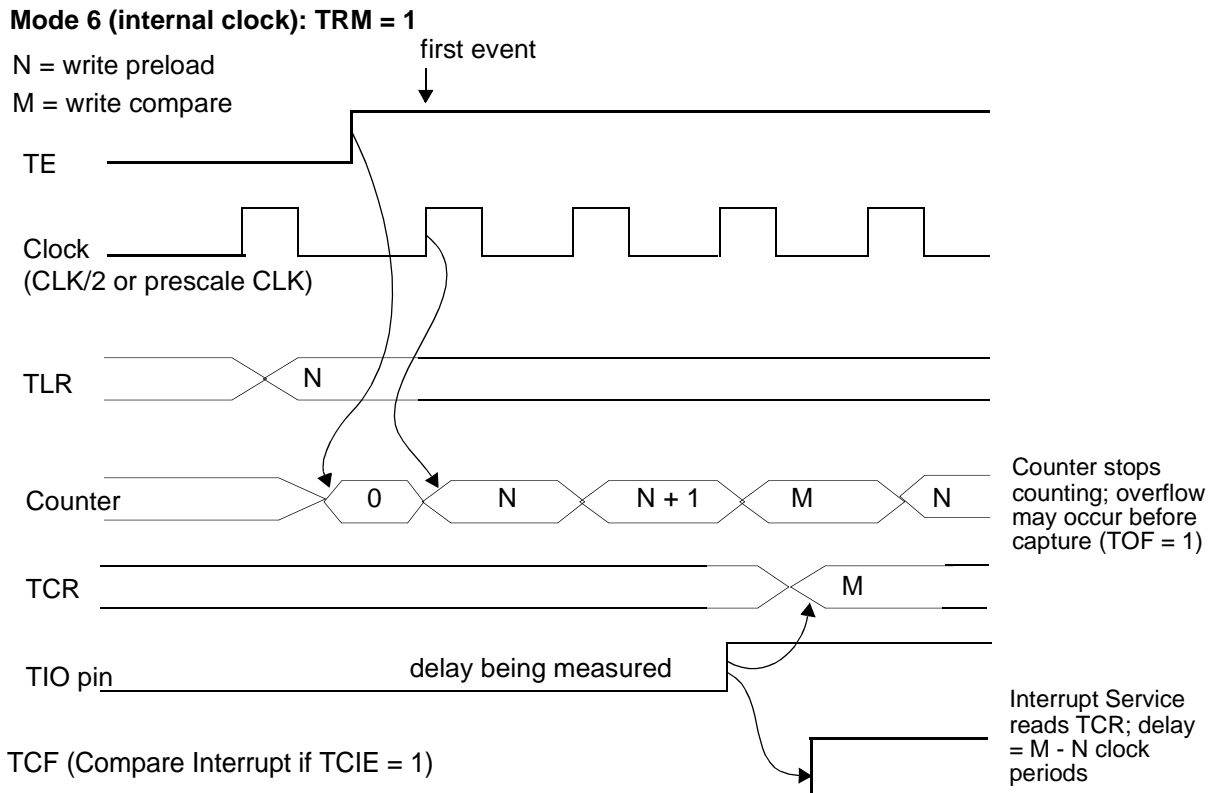 Mode 6 (internal clock): TRM = 1
first event
N = write preload
M = write compare
TE
Clock
(CLK/2 or prescale CLK)
TLR
N
Counter
0
N
N + 1
M
N
Counter stops
counting; overflow
may occur before
capture (TOF = 1)
TCR
M
TIO pin
delay being measured
Interrupt Service
reads TCR; delay
= M - N clock
periods
TCF (Compare Interrupt if TCIE = 1)